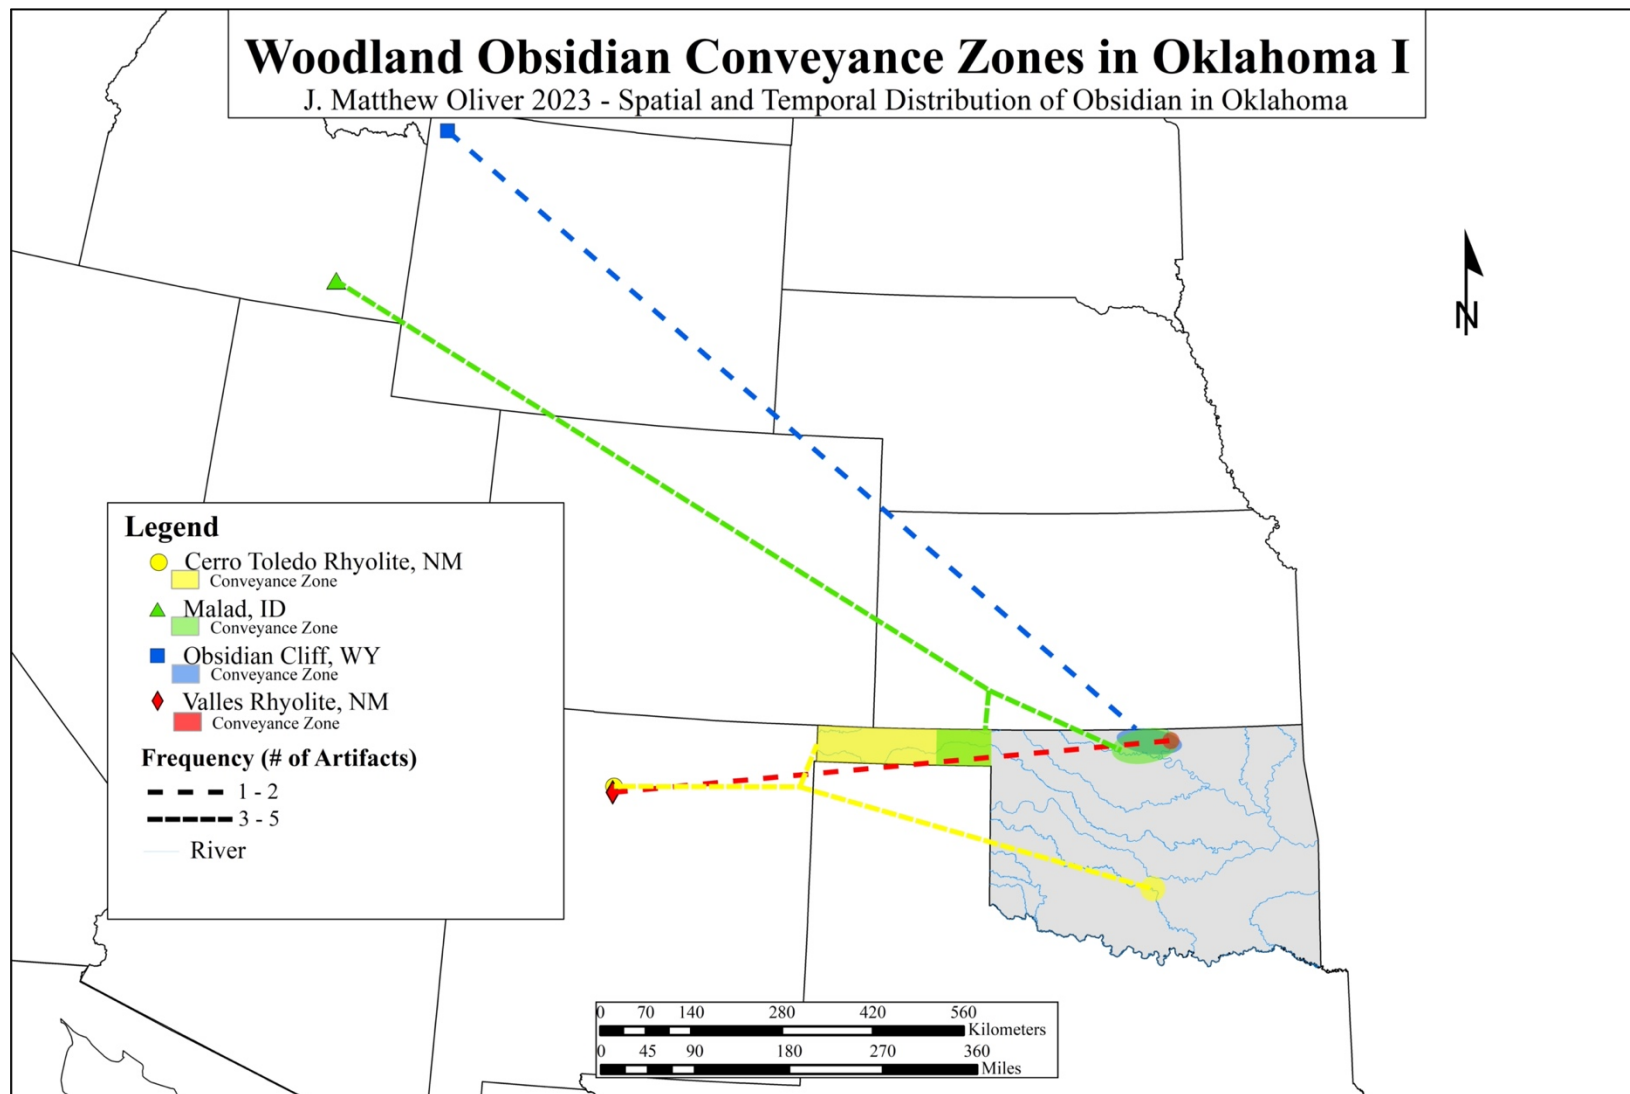 Woodland Obsidian Conveyance Zones in Oklahoma I
J. Matthew Oliver 2023 - Spatial and Temporal Distribution of Obsidian in Oklahoma
N
Legend
Cerro Toledo Rhyolite, NM
Conveyance Zone
Malad, ID
Conveyance Zone
Obsidian Cliff, WY
Conveyance Zone
Valles Rhyolite, NM
Conveyance Zone
Frequency (# of Artifacts)
1 - 2
3 - 5
River
0 70 140 280 420 560
Kilometers
0 45 90 180 270 360
Miles